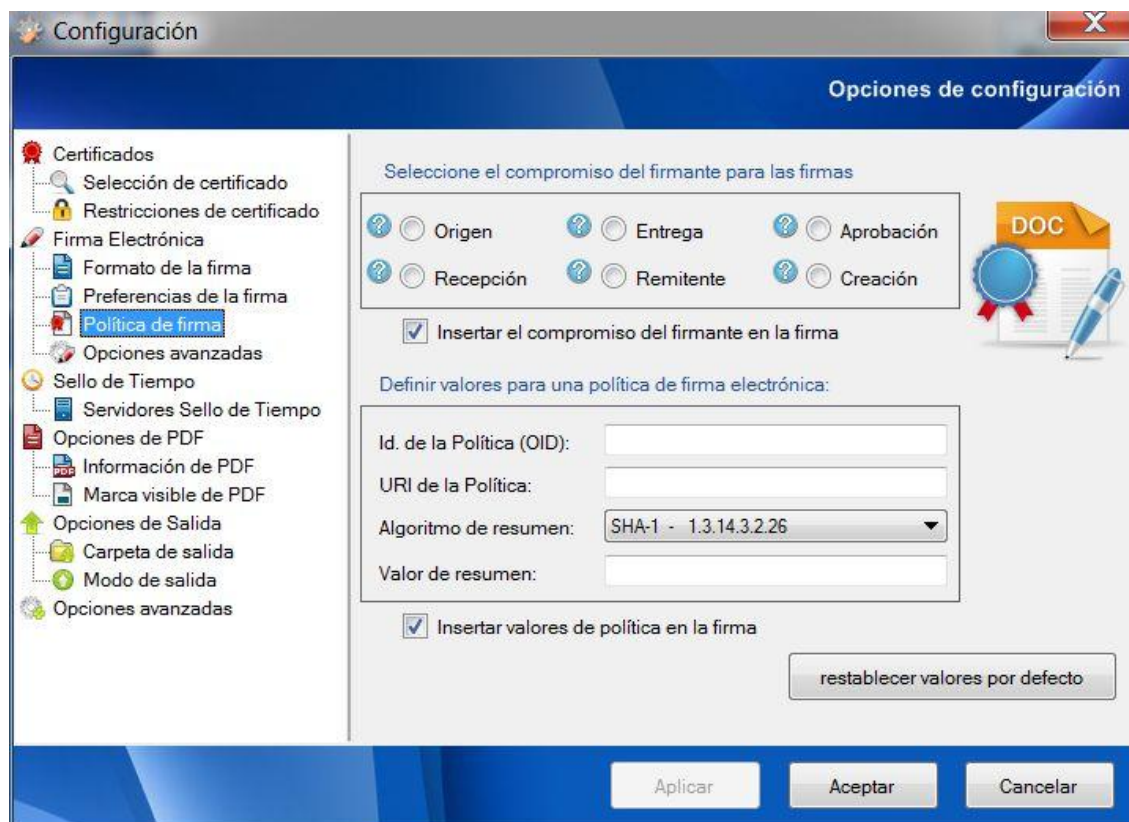 Configuración
X
Opciones de configuración
Certificados
Selección de certificado
Restricciones de certificado
Firma Electrónica
Formato de la firma
Preferencias de la firma
Política de firma
Opciones avanzadas
Sello de Tiempo
Servidores Sello de Tiempo
Opciones de PDF
Información de PDF
Marca visible de PDF
Opciones de Salida
Carpeta de salida
Modo de salida
Opciones avanzadas
Seleccione el compromiso del firmante para las firmas
? Origen ? Entrega ? Aprobación
? Recepción ? Remitente ? Creación
DOC
Insertar el compromiso del firmante en la firma
Definir valores para una política de firma electrónica:
Id. de la Política (OID):
URI de la Política:
Algoritmo de resumen: SHA-1 - 1.3.14.3.2.26
Valor de resumen:
Insertar valores de política en la firma
restablecer valores por defecto
Aplicar Aceptar Cancelar